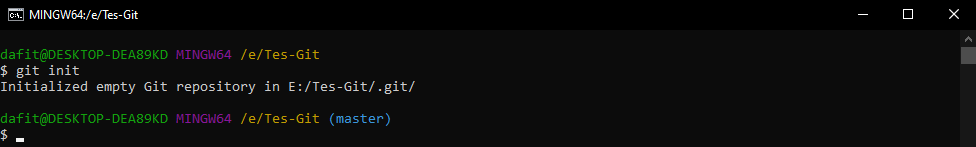 MINGW64:/e/Tes-Git
dafit@DESKTOP-DEA89KD MINGW64 /e/Tes-Git
$ git init
Initialized empty Git repository in E:/Tes-Git/.git/
dafit@DESKTOP-DEA89KD MINGW64 /e/Tes-Git (master)
$